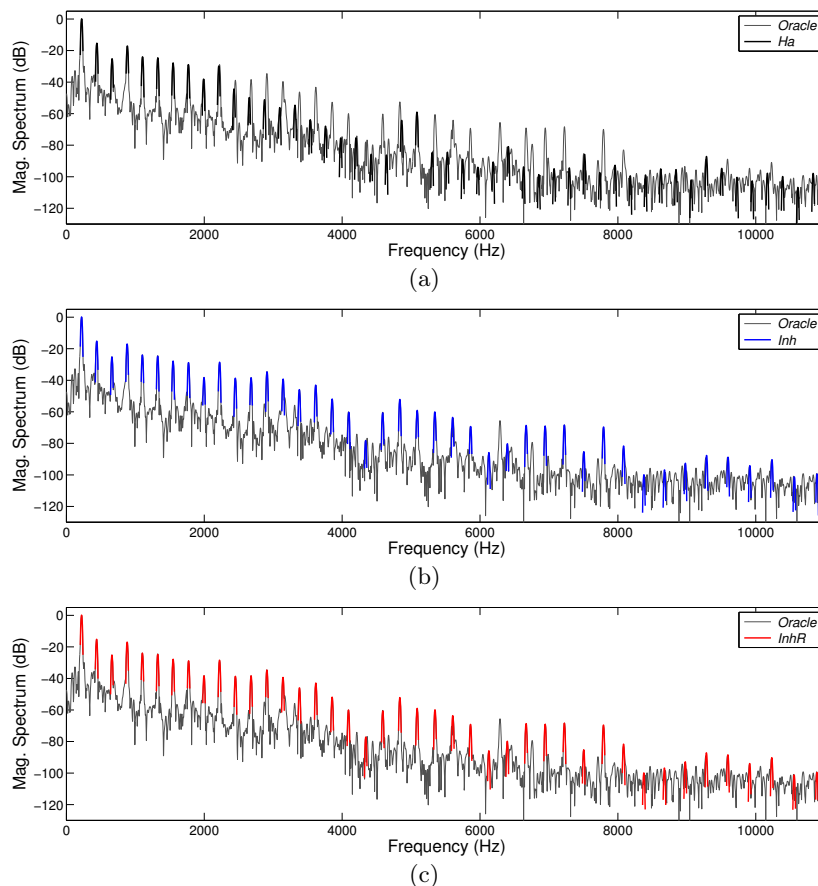 0
−20
−40
−60
−80
−100
−120
Mag. Spectrum (dB)
Oracle
Ha
0 2000 4000 6000 8000 10000
Frequency (Hz)
(a)
0
−20
−40
−60
−80
−100
−120
Mag. Spectrum (dB)
Oracle
Inh
0 2000 4000 6000 8000 10000
Frequency (Hz)
(b)
0
−20
−40
−60
−80
−100
−120
Mag. Spectrum (dB)
Oracle
InhR
0 2000 4000 6000 8000 10000
Frequency (Hz)
(c)